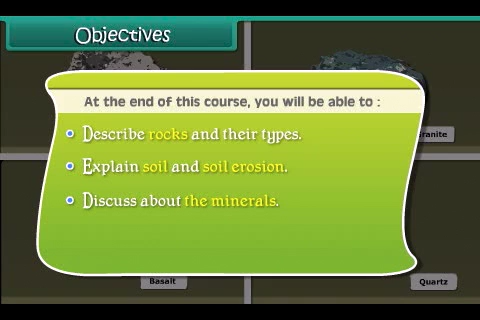 Objectives
At the end of this course, you will be able to :
Describe rocks and their types.
Explain soil and soil erosion.
Discuss about the minerals.
Basalt
Quartz